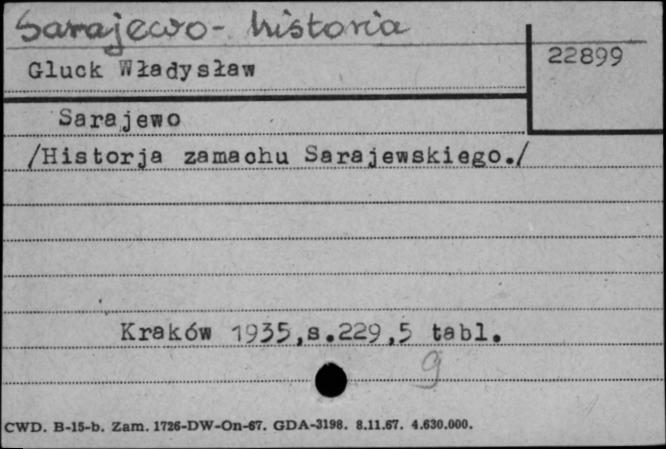 Sarajewo - historia
Gluck Władysław
22899
Sarajewo
/Historja zamachu Sarajewskiego./
Kraków 1935,s.229,5 tabl.
g
CWD. B-15-b. Zam. 1726-DW-On-67. GDA-3198. 8.11.67. 4.630.000.